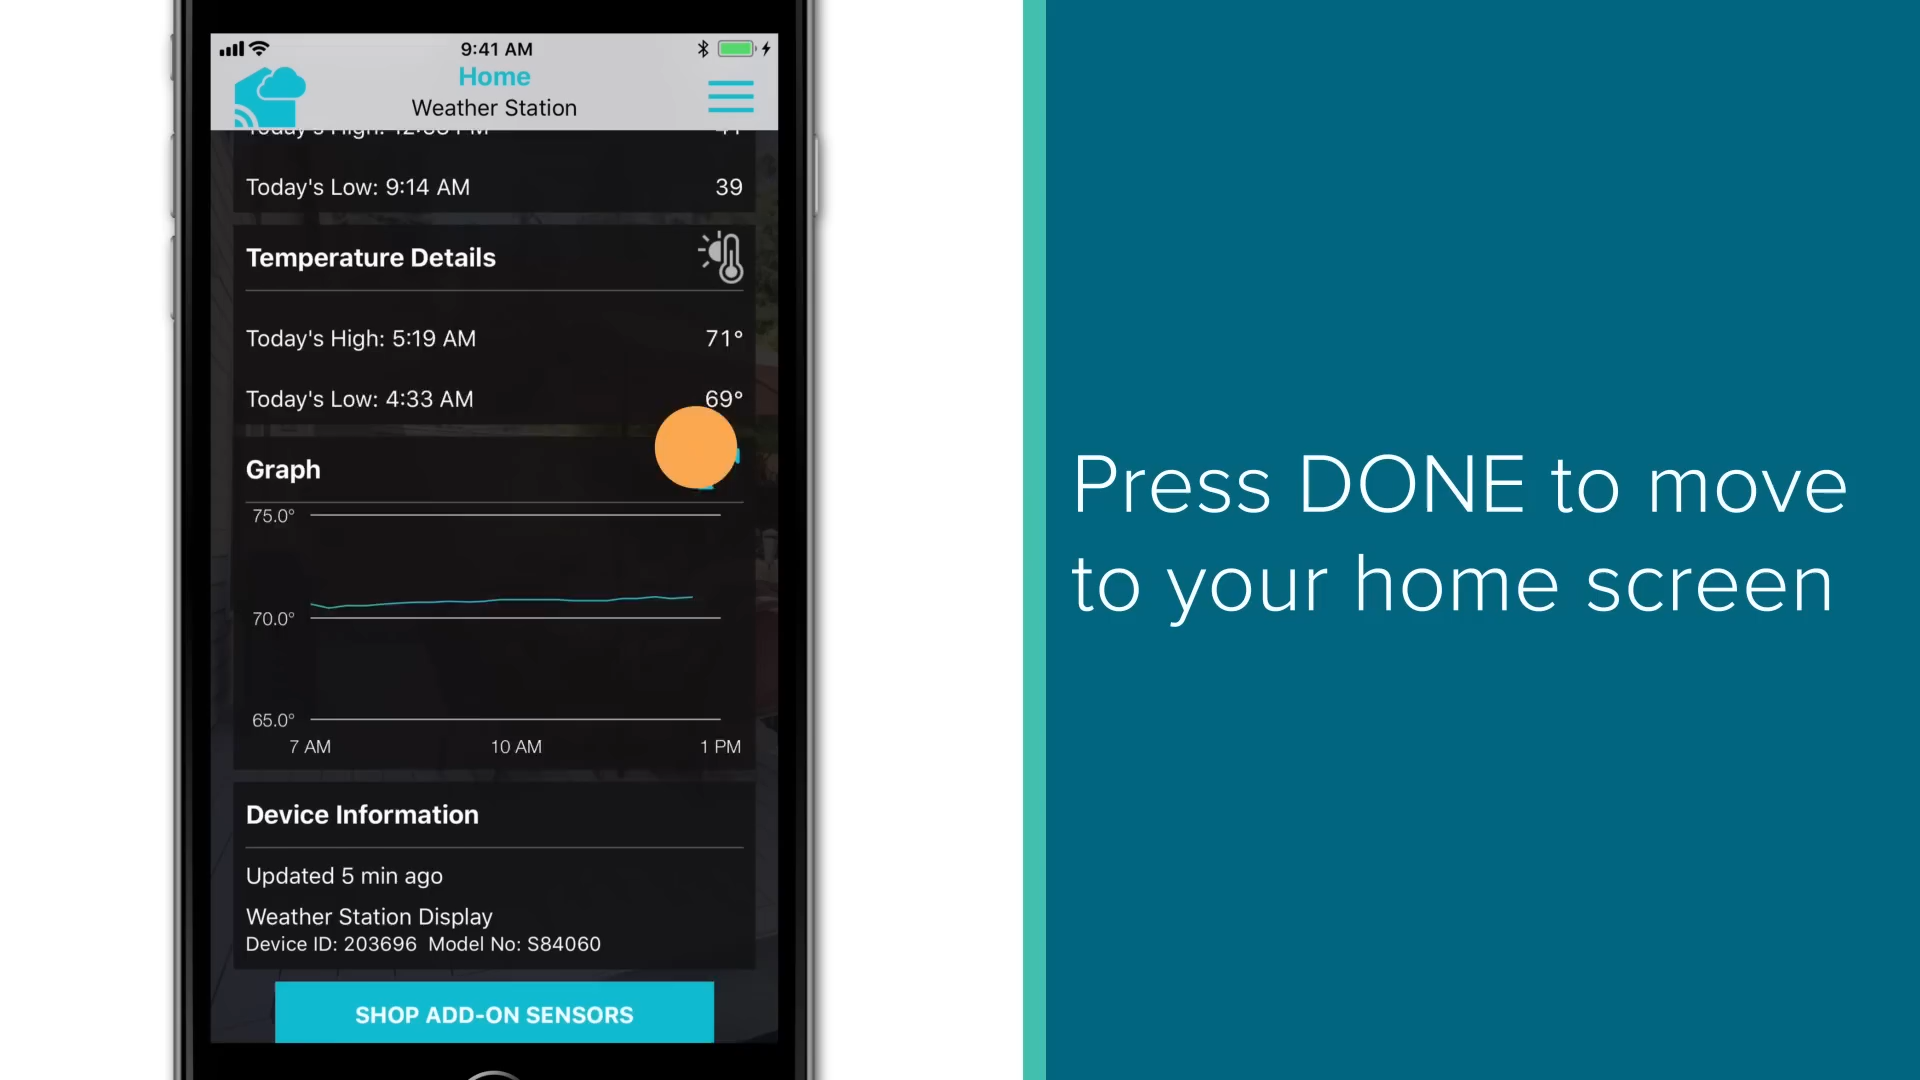 9:41 AM
Home
Weather Station
Today's High: 12:
Today's Low: 9:14 AM 39
Temperature Details
Today's High: 5:19 AM 71°
Today's Low: 4:33 AM 69°
Graph
75.0°
70.0°
65.0°
7 AM 10 AM 1 PM
Device Information
Updated 5 min ago
Weather Station Display
Device ID: 203696 Model No: S84060
SHOP ADD-ON SENSORS
Press DONE to move
to your home screen